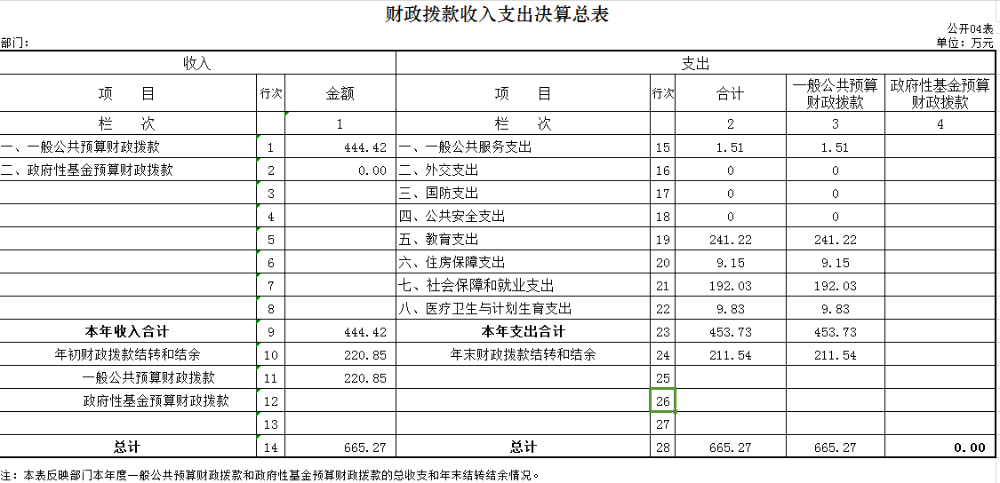 财政拨款收入支出决算总表
公开04表
部门： 单位：万元
收入 支出
项 目 行次 金额 项 目 行次 合计 一般公共预算财政拨款 政府性基金预算财政拨款
栏 次 1 栏 次 2 3 4
一、一般公共预算财政拨款 1 444.42 一、一般公共服务支出 15 1.51 1.51
二、政府性基金预算财政拨款 2 0.00 二、外交支出 16 0 0
3 三、国防支出 17 0 0
4 四、公共安全支出 18 0 0
5 五、教育支出 19 241.22 241.22
6 六、住房保障支出 20 9.15 9.15
7 七、社会保障和就业支出 21 192.03 192.03
8 八、医疗卫生与计划生育支出 22 9.83 9.83
本年收入合计 9 444.42 本年支出合计 23 453.73 453.73
年初财政拨款结转和结余 10 220.85 年末财政拨款结转和结余 24 211.54 211.54
一般公共预算财政拨款 11 220.85 25
政府性基金预算财政拨款 12 26
13 27
总计 14 665.27 总计 28 665.27 665.27 0.00
注：本表反映部门本年度一般公共预算财政拨款和政府性基金预算财政拨款的总收支和年末结转结余情况。